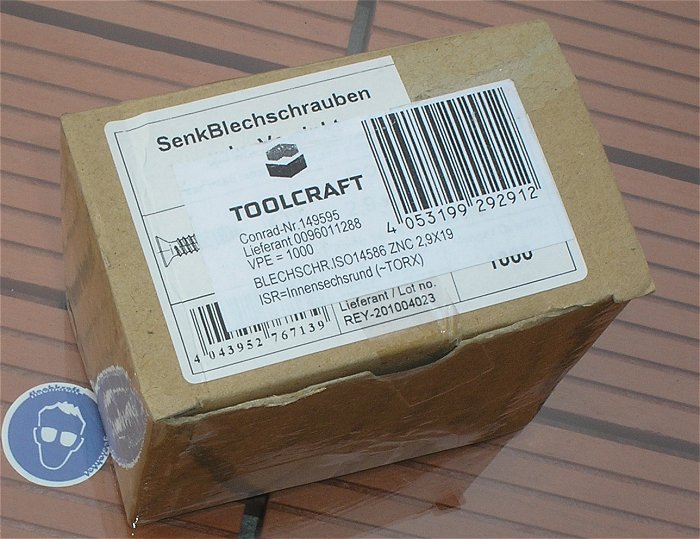 SenkBlechschrauben
TOOLCRAFT
Conrad-Nr.149595
Lieferant 0096011288
VPE = 1000
BLECHSCHR.ISO14586 ZNC 2,9X19
ISR=Innensechsrund (~TORX)
4 053199 292912
1000
4 043952 767139
Lieferant / Lot no.
REY-201004023